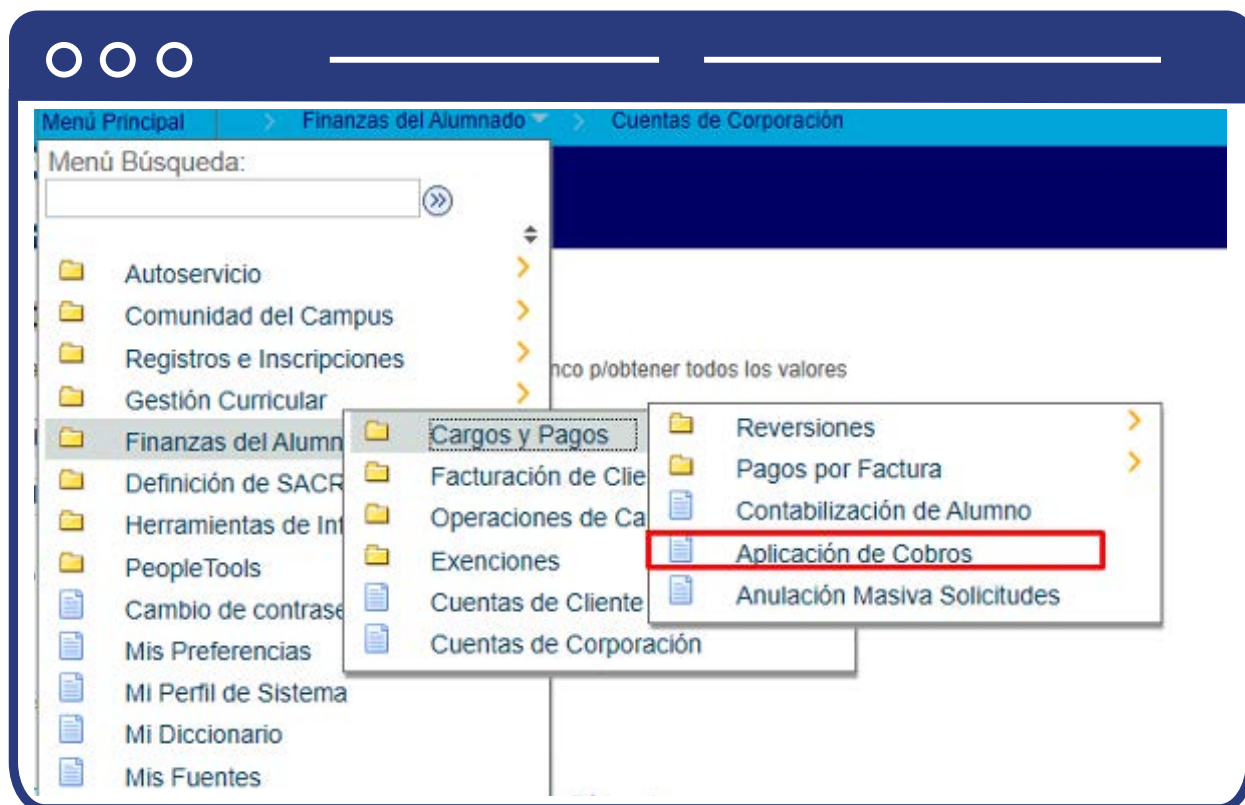 Menú Principal > Finanzas del Alumnado > Cuentas de Corporación
Menú Búsqueda:
Autoservicio
Comunidad del Campus
Registros e Inscripciones
nco p/obtener todos los valores
Gestión Curricular
Finanzas del Alumn
Definición de SACR
Herramientas de Int
PeopleTools
Cambio de contrase
Mis Preferencias
Mi Perfil de Sistema
Mi Diccionario
Mis Fuentes
Cargos y Pagos
Facturación de Clie
Operaciones de Ca
Exenciones
Cuentas de Cliente
Cuentas de Corporación
Reversiones
Pagos por Factura
Contabilización de Alumno
Aplicación de Cobros
Anulación Masiva Solicitudes